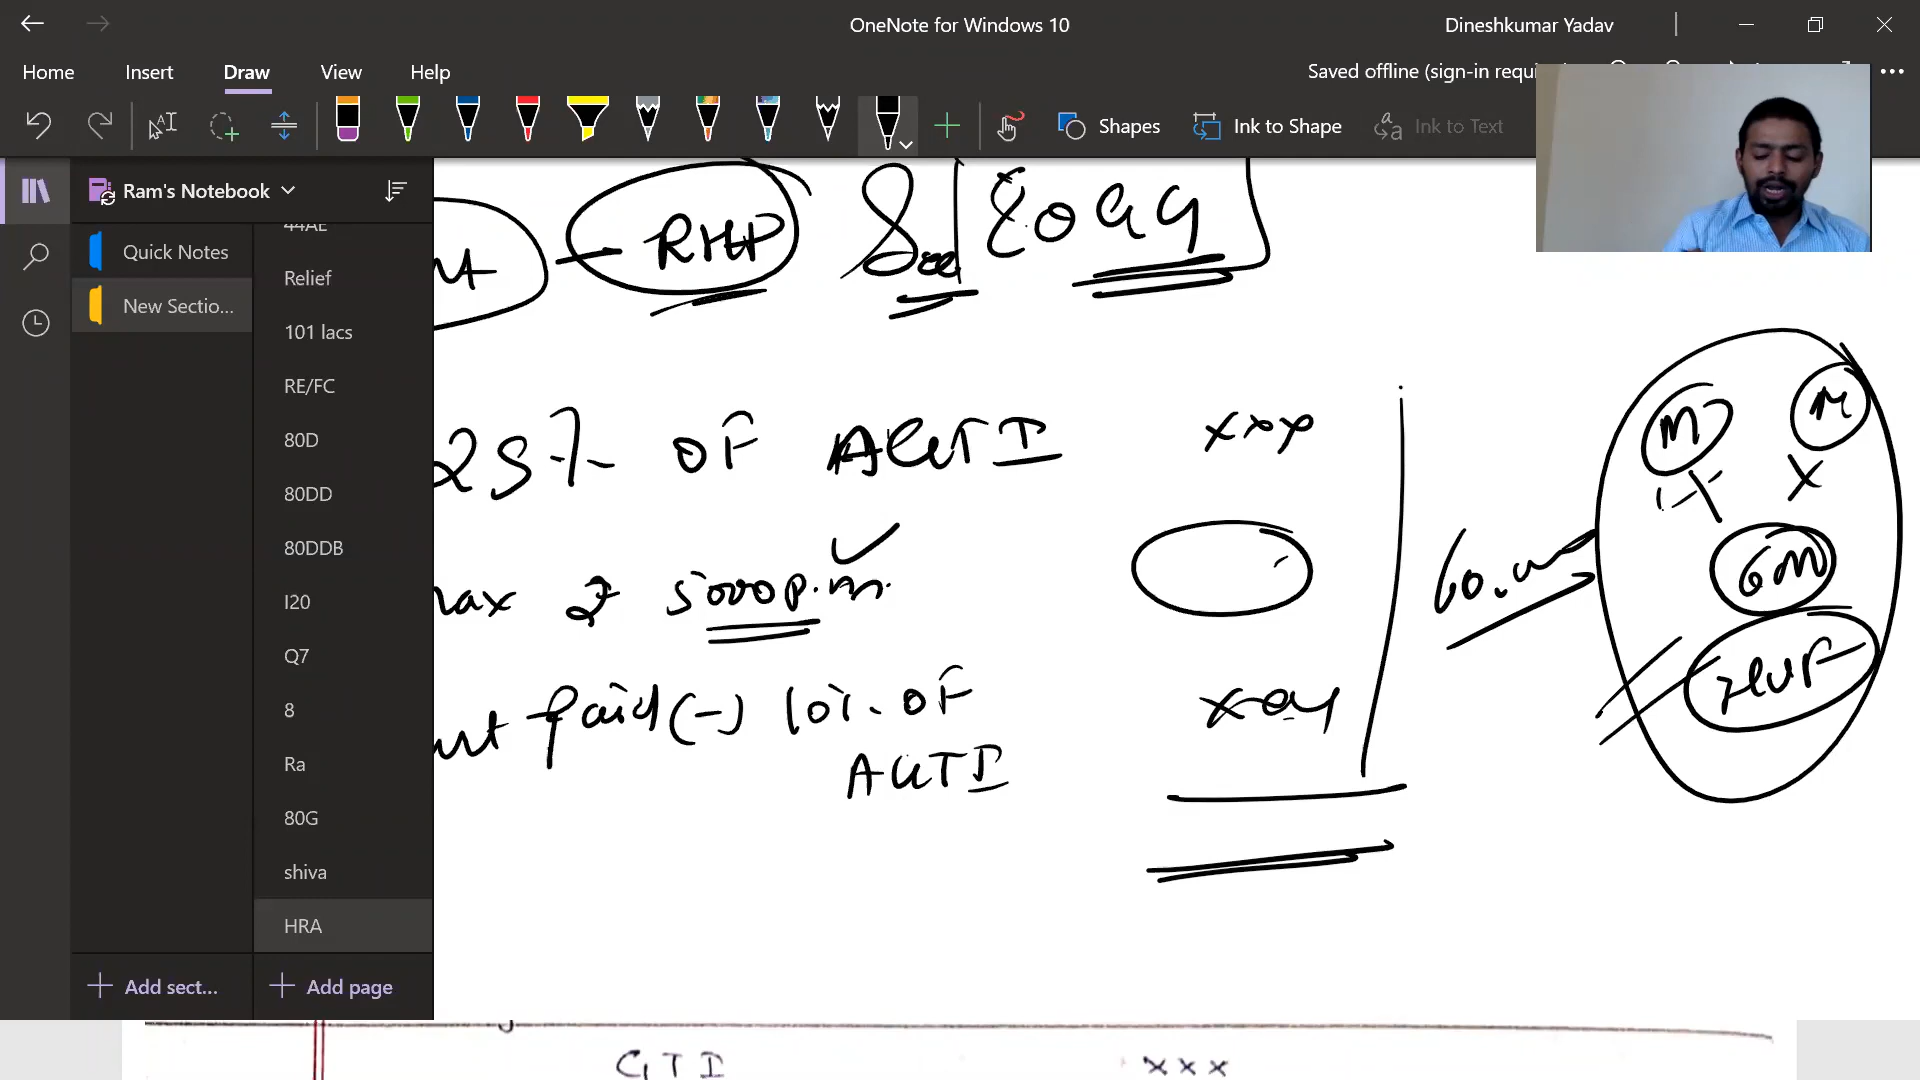 OneNote for Windows 10
Dineshkumar Yadav
Home Insert Draw View Help
Saved offline (sign-in requi
Shapes Ink to Shape Ink to Text
Ram's Notebook
Quick Notes
New Sectio...
44AE
Relief
101 lacs
RE/FC
80D
80DD
80DDB
I20
Q7
8
Ra
80G
shiva
HRA
Add sect...
Add page
- RHP Sec 80GG
25% OF AGTI xxx
max ₹ 5000 p.m.
paid (-) 10%. OF
AGTI
M M
X
GM
HUF
GTI xxx